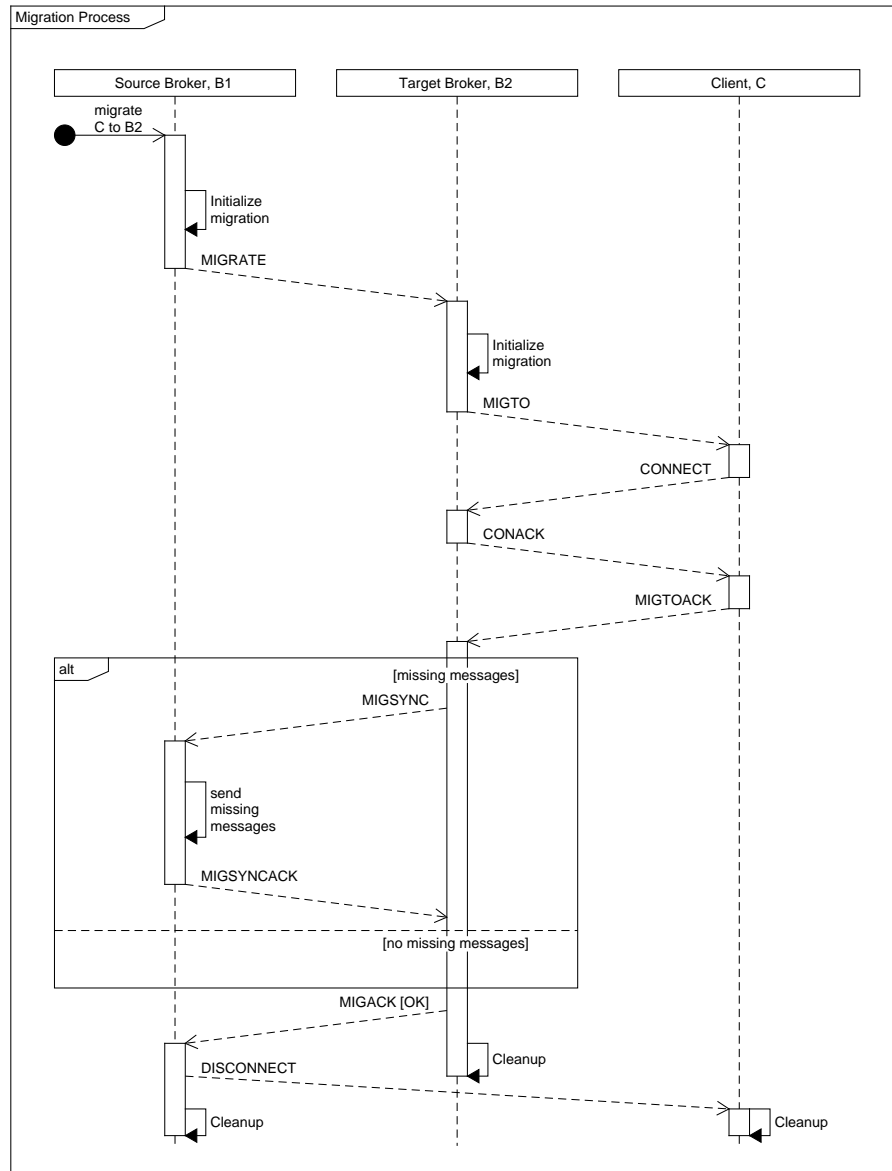 Migration Process
Source Broker, B1
Target Broker, B2
Client, C
migrate
C to B2
Initialize
migration
MIGRATE
Initialize
migration
MIGTO
CONNECT
CONACK
MIGTOACK
alt
[missing messages]
MIGSYNC
send
missing
messages
MIGSYNCACK
[no missing messages]
MIGACK [OK]
Cleanup
DISCONNECT
Cleanup
Cleanup